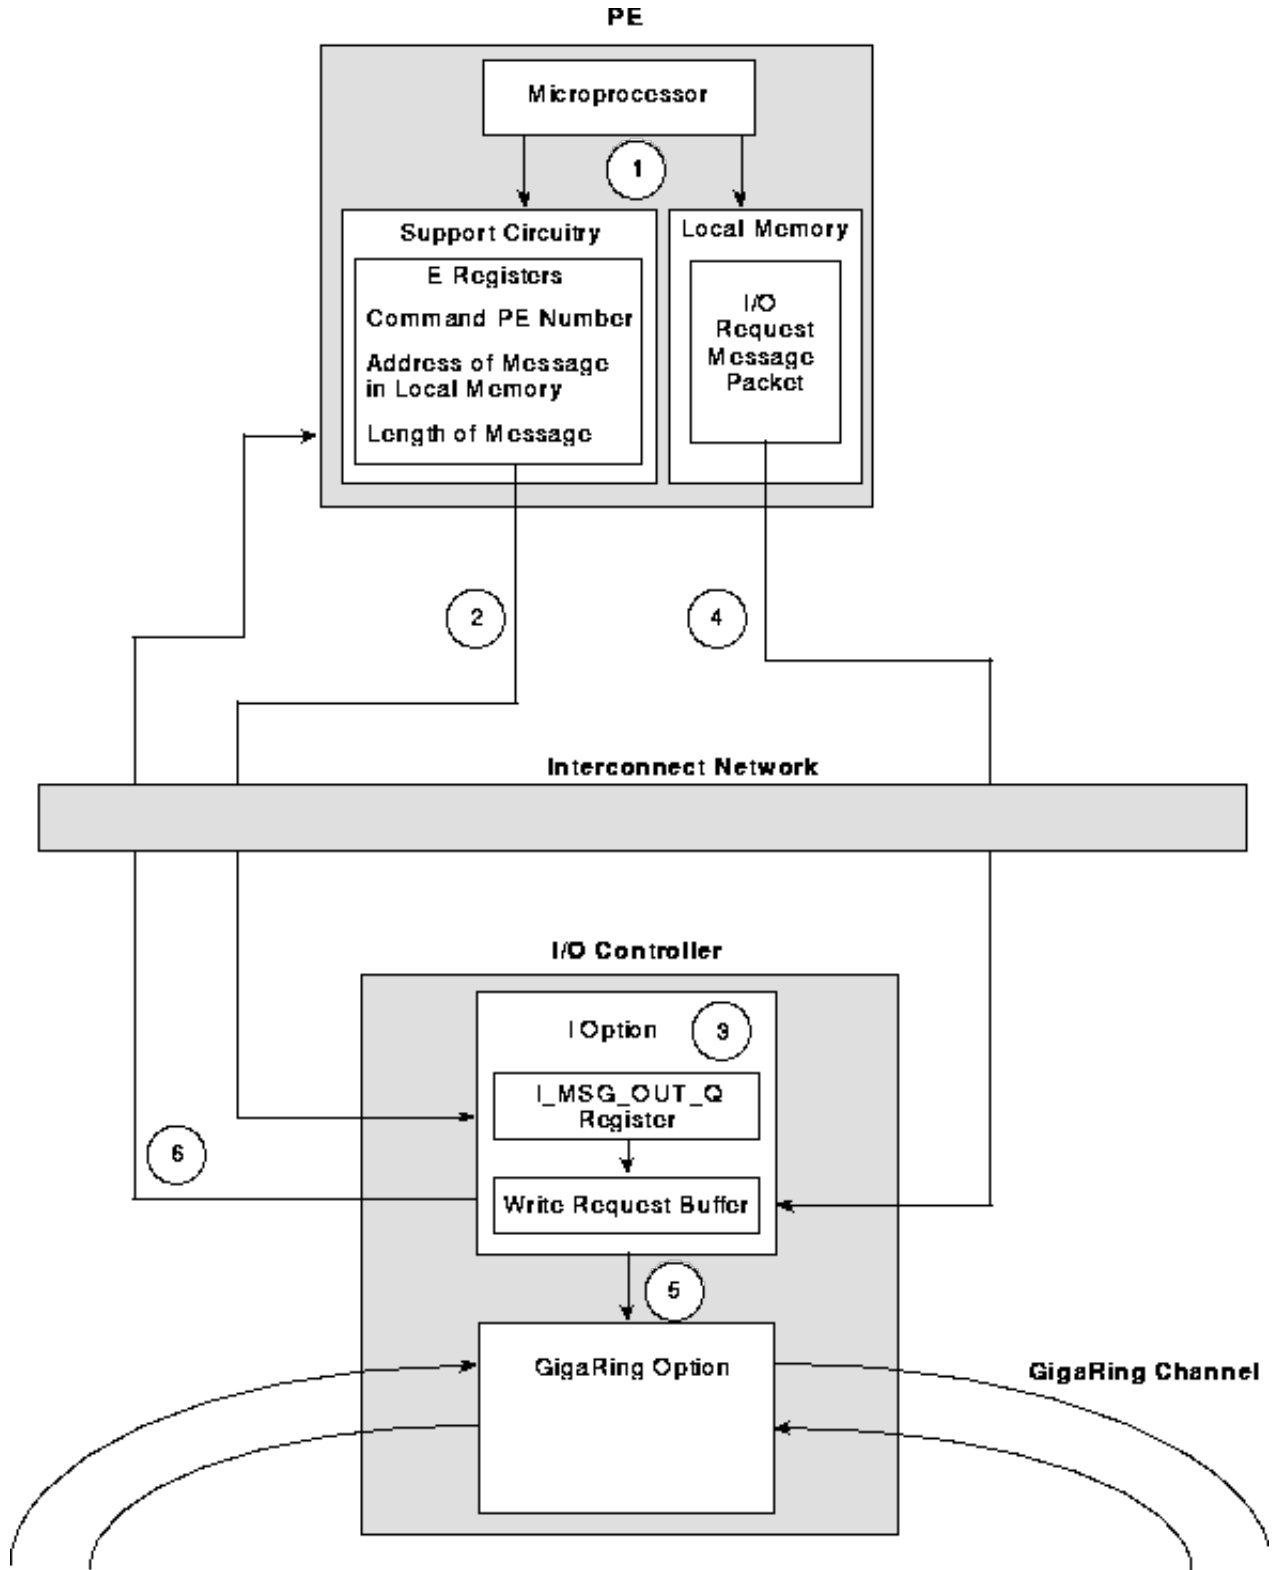 PE
Microprocessor
1
Support Circuitry
Local Memory
E Registers
Command PE Number
Address of Message
in Local Memory
Length of Message
I/O
Request
Message
Packet
2
4
Interconnect Network
I/O Controller
I Option
3
I_MSG_OUT_Q
Register
6
Write Request Buffer
5
GigaRing Option
GigaRing Channel